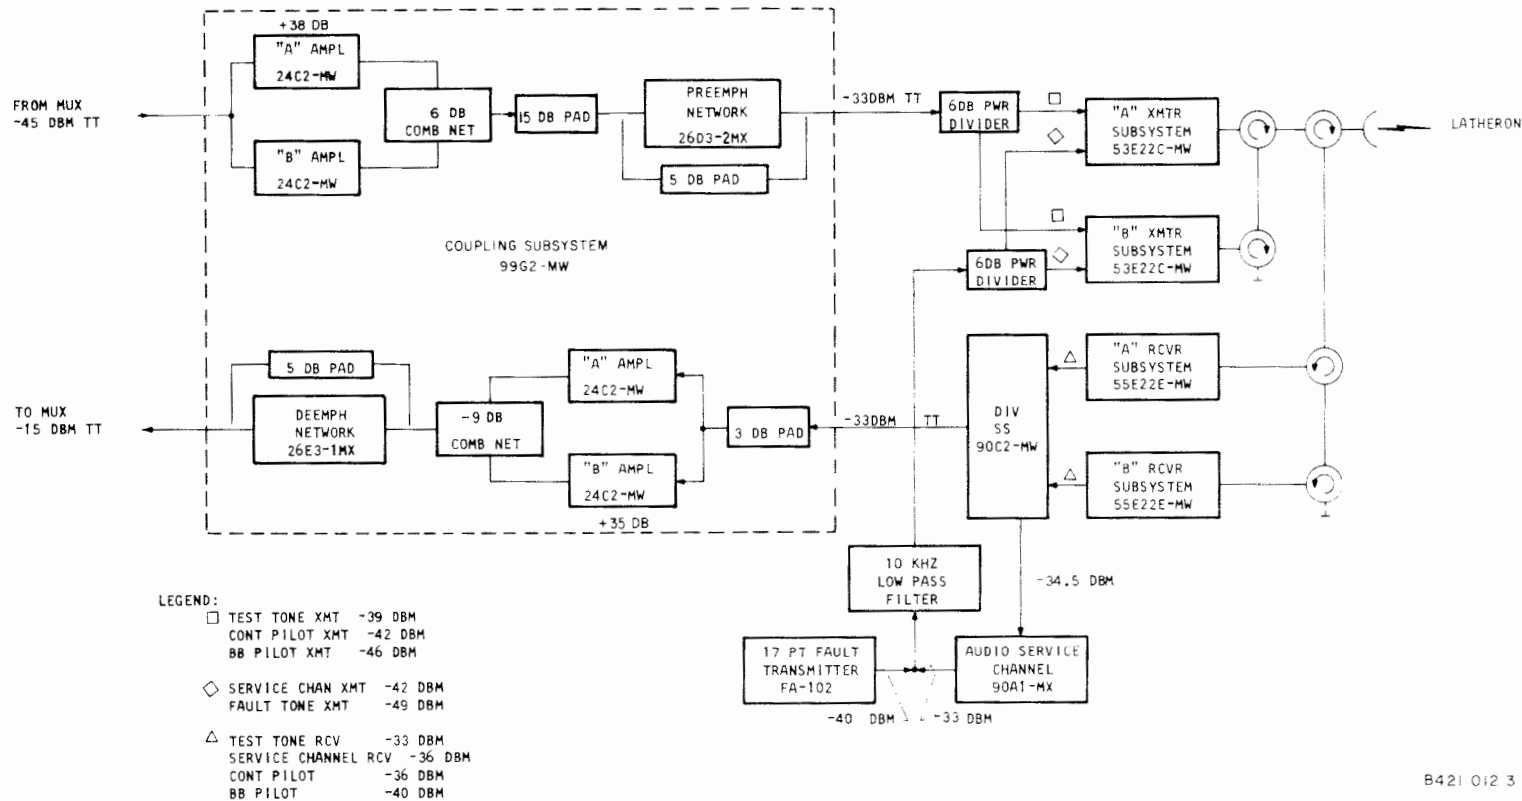 +38 DB
"A" AMPL
24C2-MW
FROM MUX
-45 DBM TT
6 DB
COMB NET
15 DB PAD
PREEMPH
NETWORK
26D3-2MX
5 DB PAD
"B" AMPL
24C2-MW
-33DBM TT
6DB PWR
DIVIDER
"A" XMTR
SUBSYSTEM
53E22C-MW
LATHERON
COUPLING SUBSYSTEM
99G2-MW
"B" XMTR
SUBSYSTEM
53E22C-MW
6DB PWR
DIVIDER
5 DB PAD
TO MUX
-15 DBM TT
DEEMPH
NETWORK
26E3-1MX
-9 DB
COMB NET
"A" AMPL
24C2-MW
"B" AMPL
24C2-MW
+35 DB
3 DB PAD
-33DBM TT
DIV
SS
90C2-MW
"A" RCVR
SUBSYSTEM
55E22E-MW
"B" RCVR
SUBSYSTEM
55E22E-MW
10 KHZ
LOW PASS
FILTER
-34.5 DBM
17 PT FAULT
TRANSMITTER
FA-102
AUDIO SERVICE
CHANNEL
90A1-MX
-40 DBM
-33 DBM
LEGEND:
TEST TONE XMT -39 DBM
CONT PILOT XMT -42 DBM
BB PILOT XMT -46 DBM
SERVICE CHAN XMT -42 DBM
FAULT TONE XMT -49 DBM
TEST TONE RCV -33 DBM
SERVICE CHANNEL RCV -36 DBM
CONT PILOT -36 DBM
BB PILOT -40 DBM
B421 012 3